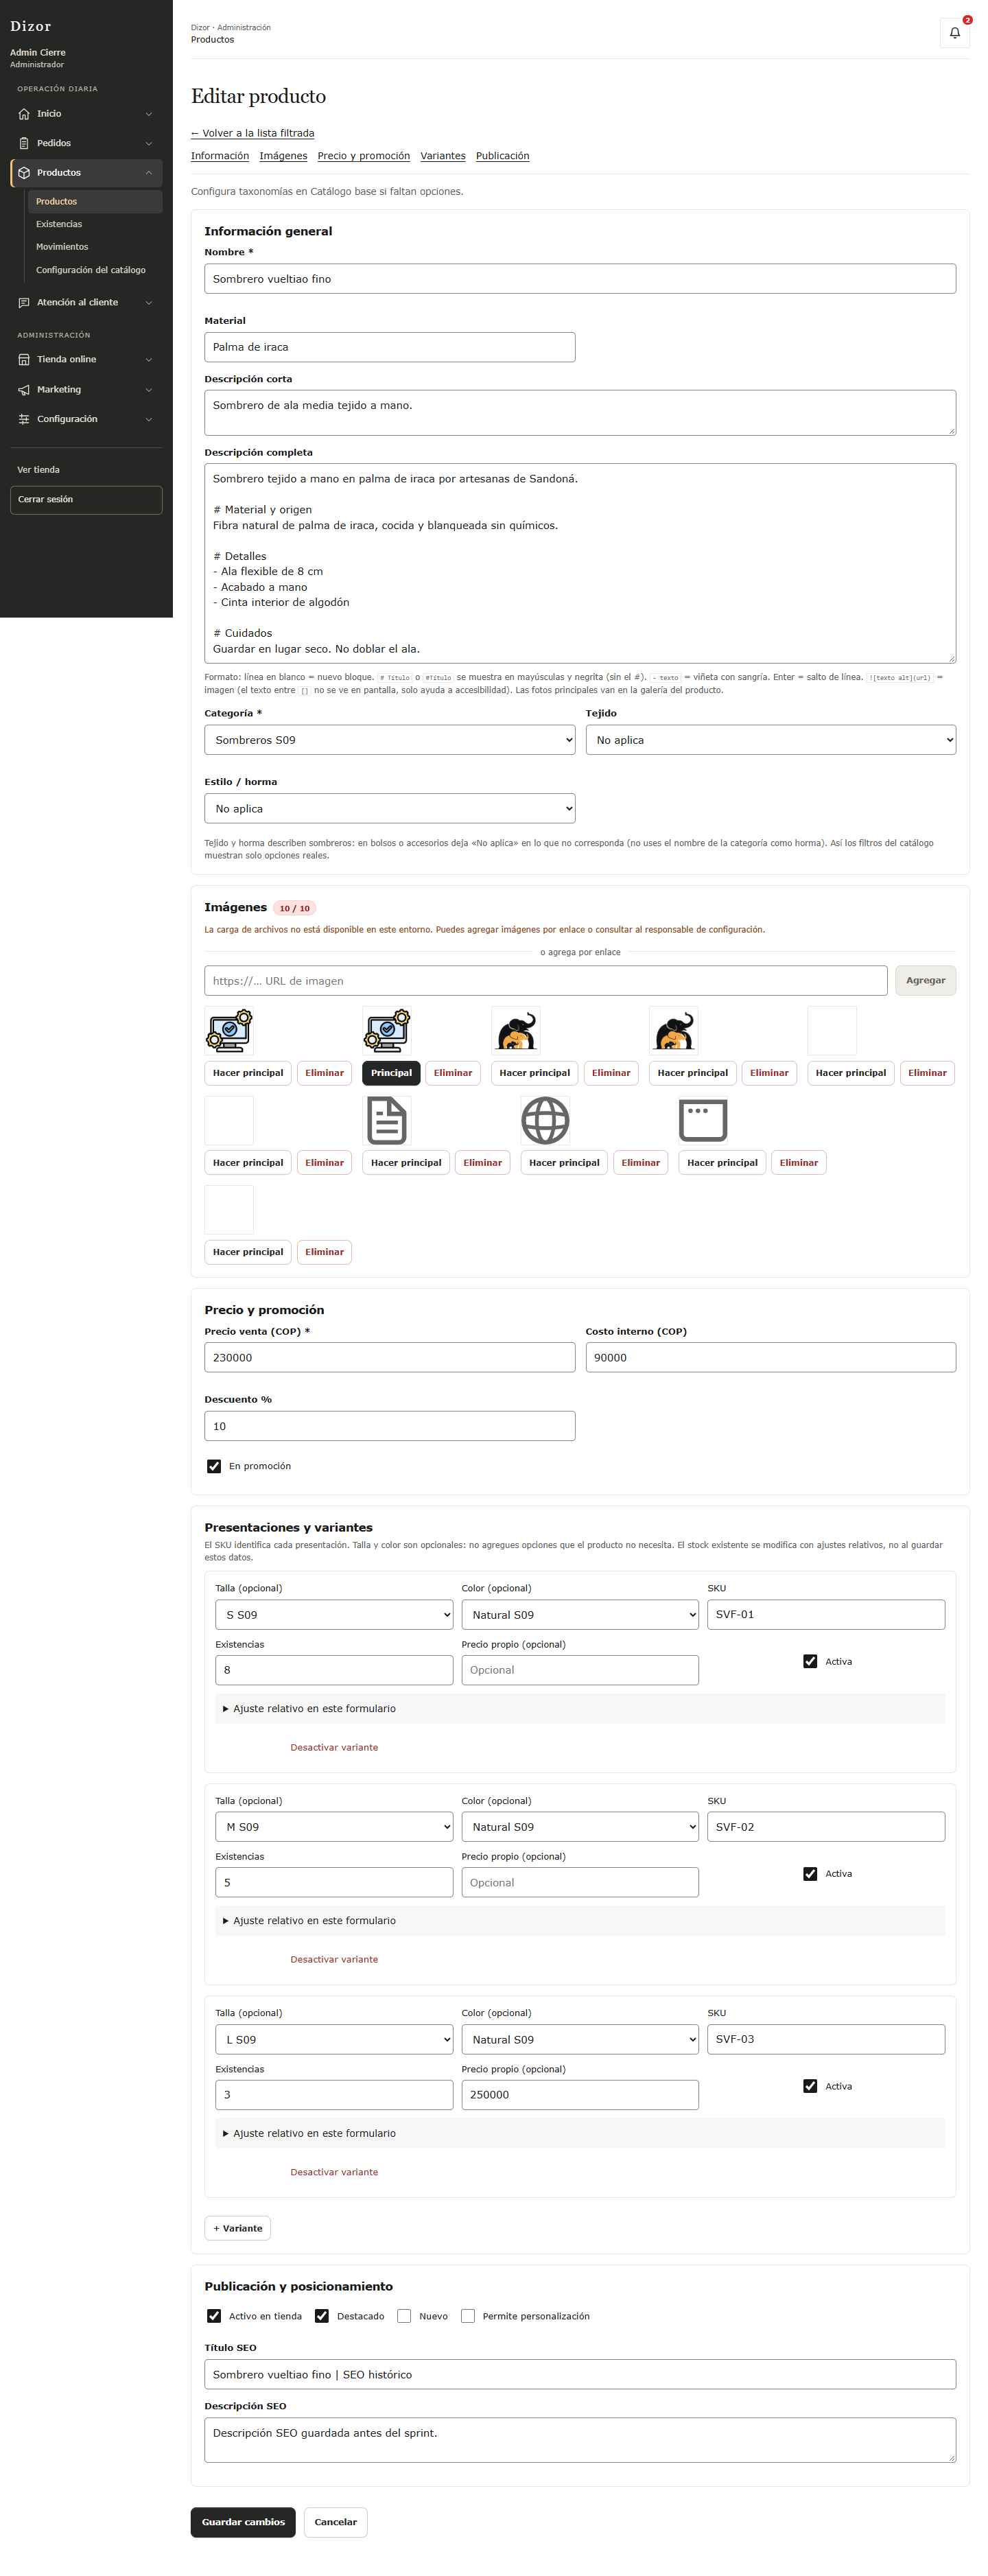 Dizor
Admin Cierre
Administrador
OPERACIÓN DIARIA
Inicio
Pedidos
Productos
Productos
Existencias
Movimientos
Configuración del catálogo
Atención al cliente
ADMINISTRACIÓN
Tienda online
Marketing
Configuración
Ver tienda
Cerrar sesión
Dizor · Administración
Productos
2
Editar producto
← Volver a la lista filtrada
Información Imágenes Precio y promoción Variantes Publicación
Configura taxonomías en Catálogo base si faltan opciones.
Información general
Nombre *
Sombrero vueltiao fino
Material
Palma de iraca
Descripción corta
Sombrero de ala media tejido a mano.
Descripción completa
Sombrero tejido a mano en palma de iraca por artesanas de Sandoná.
# Material y origen
Fibra natural de palma de iraca, cocida y blanqueada sin químicos.
# Detalles
- Ala flexible de 8 cm
- Acabado a mano
- Cinta interior de algodón
# Cuidados
Guardar en lugar seco. No doblar el ala.
Formato: línea en blanco = nuevo bloque. # Título o #Título se muestra en mayúsculas y negrita (sin el #). - texto = viñeta con sangría. Enter = salto de línea. ![texto alt](url) =
imagen (el texto entre [] no se ve en pantalla, solo ayuda a accesibilidad). Las fotos principales van en la galería del producto.
Categoría * Tejido
Sombreros S09 No aplica
Estilo / horma
No aplica
Tejido y horma describen sombreros: en bolsos o accesorios deja «No aplica» en lo que no corresponda (no uses el nombre de la categoría como horma). Así los filtros del catálogo
muestran solo opciones reales.
Imágenes 10 / 10
La carga de archivos no está disponible en este entorno. Puedes agregar imágenes por enlace o consultar al responsable de configuración.
o agrega por enlace
https://... URL de imagen Agregar
Hacer principal Eliminar Principal Eliminar Hacer principal Eliminar Hacer principal Eliminar Hacer principal Eliminar
Hacer principal Eliminar Hacer principal Eliminar Hacer principal Eliminar Hacer principal Eliminar
Hacer principal Eliminar
Precio y promoción
Precio venta (COP) * Costo interno (COP)
230000 90000
Descuento %
10
En promoción
Presentaciones y variantes
El SKU identifica cada presentación. Talla y color son opcionales: no agregues opciones que el producto no necesita. El stock existente se modifica con ajustes relativos, no al guardar
estos datos.
Talla (opcional) Color (opcional) SKU
S S09 Natural S09 SVF-01
Existencias Precio propio (opcional)
8 Opcional Activa
▶ Ajuste relativo en este formulario
Desactivar variante
Talla (opcional) Color (opcional) SKU
M S09 Natural S09 SVF-02
Existencias Precio propio (opcional)
5 Opcional Activa
▶ Ajuste relativo en este formulario
Desactivar variante
Talla (opcional) Color (opcional) SKU
L S09 Natural S09 SVF-03
Existencias Precio propio (opcional)
3 250000 Activa
▶ Ajuste relativo en este formulario
Desactivar variante
+ Variante
Publicación y posicionamiento
Activo en tienda Destacado Nuevo Permite personalización
Título SEO
Sombrero vueltiao fino | SEO histórico
Descripción SEO
Descripción SEO guardada antes del sprint.
Guardar cambios Cancelar